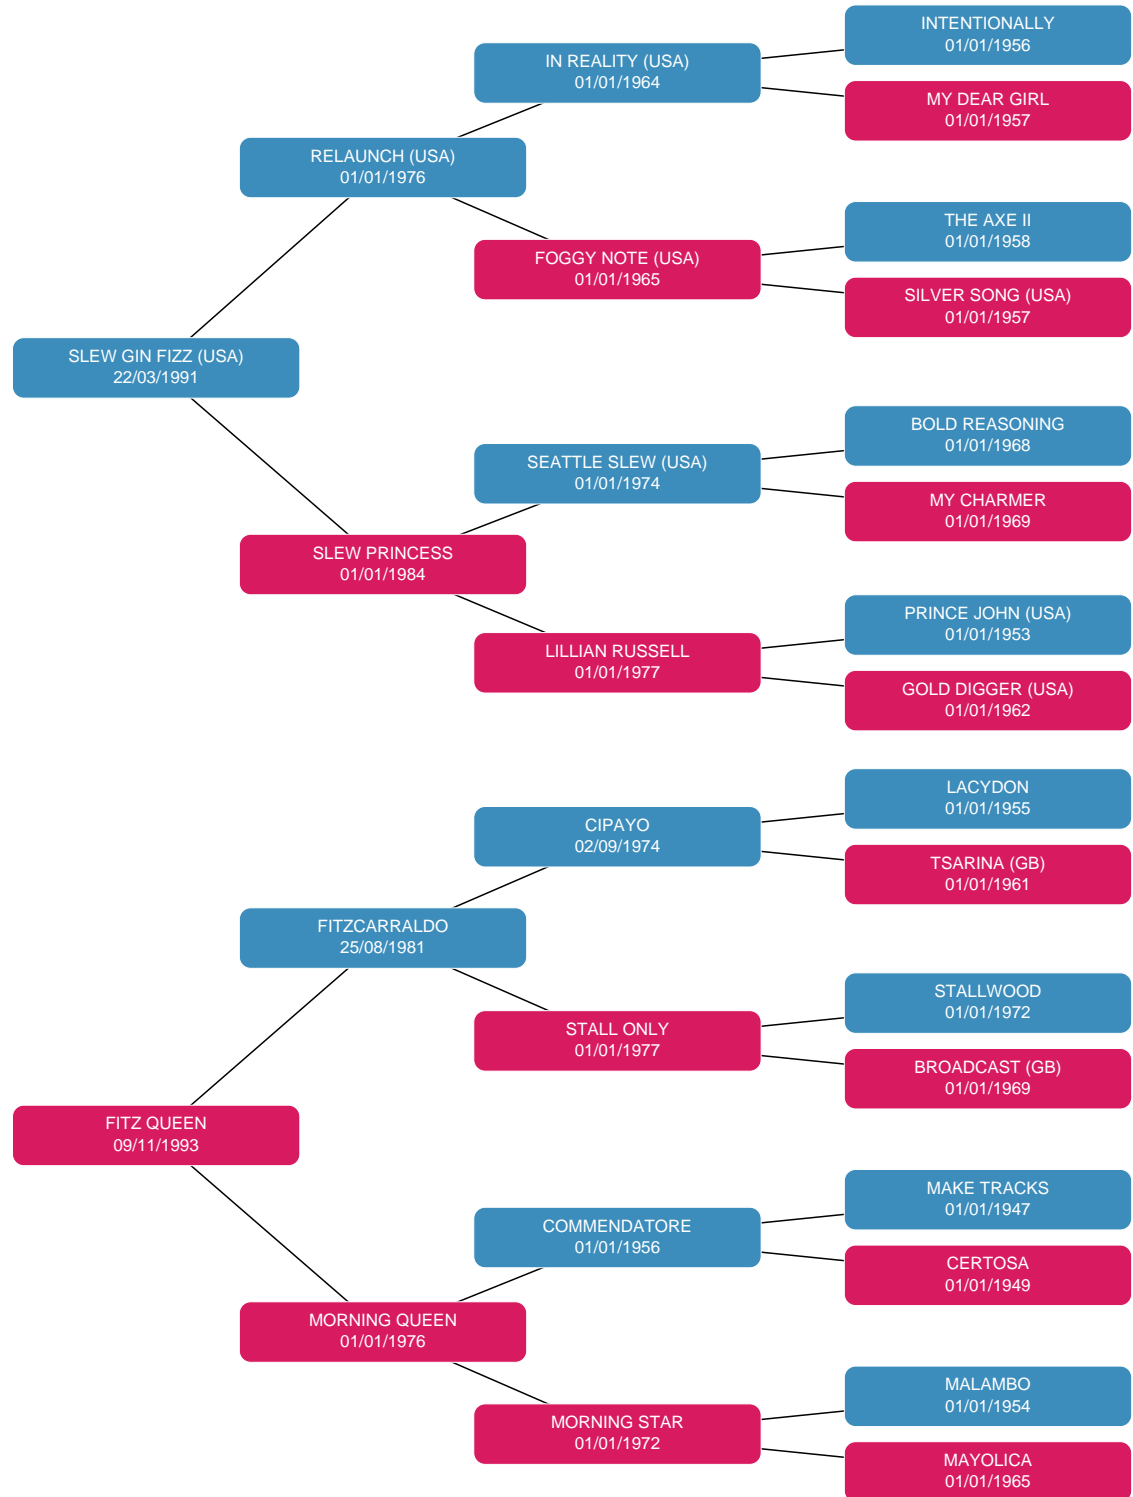 INTENTIONALLY
01/01/1956
IN REALITY (USA)
01/01/1964
MY DEAR GIRL
01/01/1957
RELAUNCH (USA)
01/01/1976
THE AXE II
01/01/1958
FOGGY NOTE (USA)
01/01/1965
SILVER SONG (USA)
01/01/1957
SLEW GIN FIZZ (USA)
22/03/1991
BOLD REASONING
01/01/1968
SEATTLE SLEW (USA)
01/01/1974
MY CHARMER
01/01/1969
SLEW PRINCESS
01/01/1984
PRINCE JOHN (USA)
01/01/1953
LILLIAN RUSSELL
01/01/1977
GOLD DIGGER (USA)
01/01/1962
LACYDON
01/01/1955
CIPAYO
02/09/1974
TSARINA (GB)
01/01/1961
FITZCARRALDO
25/08/1981
STALLWOOD
01/01/1972
STALL ONLY
01/01/1977
BROADCAST (GB)
01/01/1969
FITZ QUEEN
09/11/1993
MAKE TRACKS
01/01/1947
COMMENDATORE
01/01/1956
CERTOSA
01/01/1949
MORNING QUEEN
01/01/1976
MALAMBO
01/01/1954
MORNING STAR
01/01/1972
MAYOLICA
01/01/1965